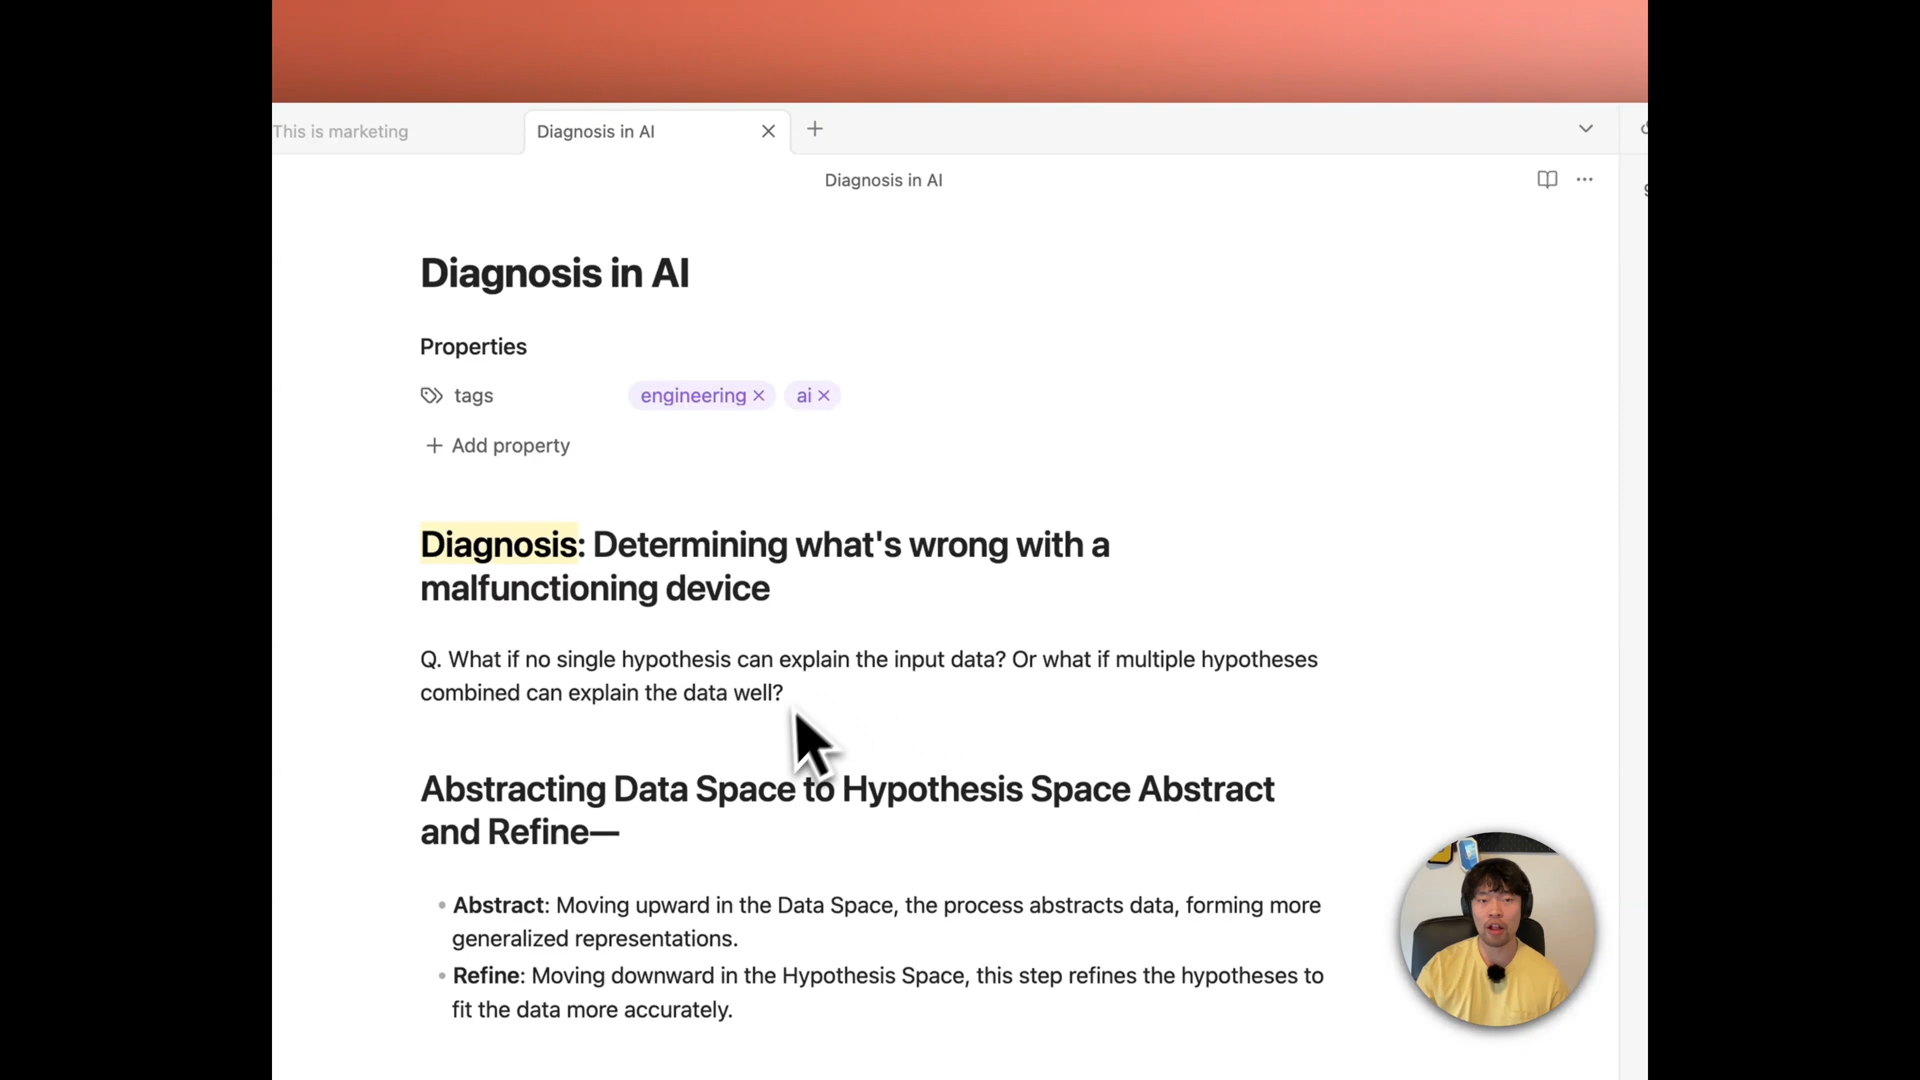 This is marketing
Diagnosis in AI
Diagnosis in AI
Diagnosis in AI
Properties
tags
engineering
ai
Add property
Diagnosis: Determining what's wrong with a
malfunctioning device
Q. What if no single hypothesis can explain the input data? Or what if multiple hypotheses
combined can explain the data well?
Abstracting Data Space to Hypothesis Space Abstract
and Refine—
• Abstract: Moving upward in the Data Space, the process abstracts data, forming more
generalized representations.
• Refine: Moving downward in the Hypothesis Space, this step refines the hypotheses to
fit the data more accurately.